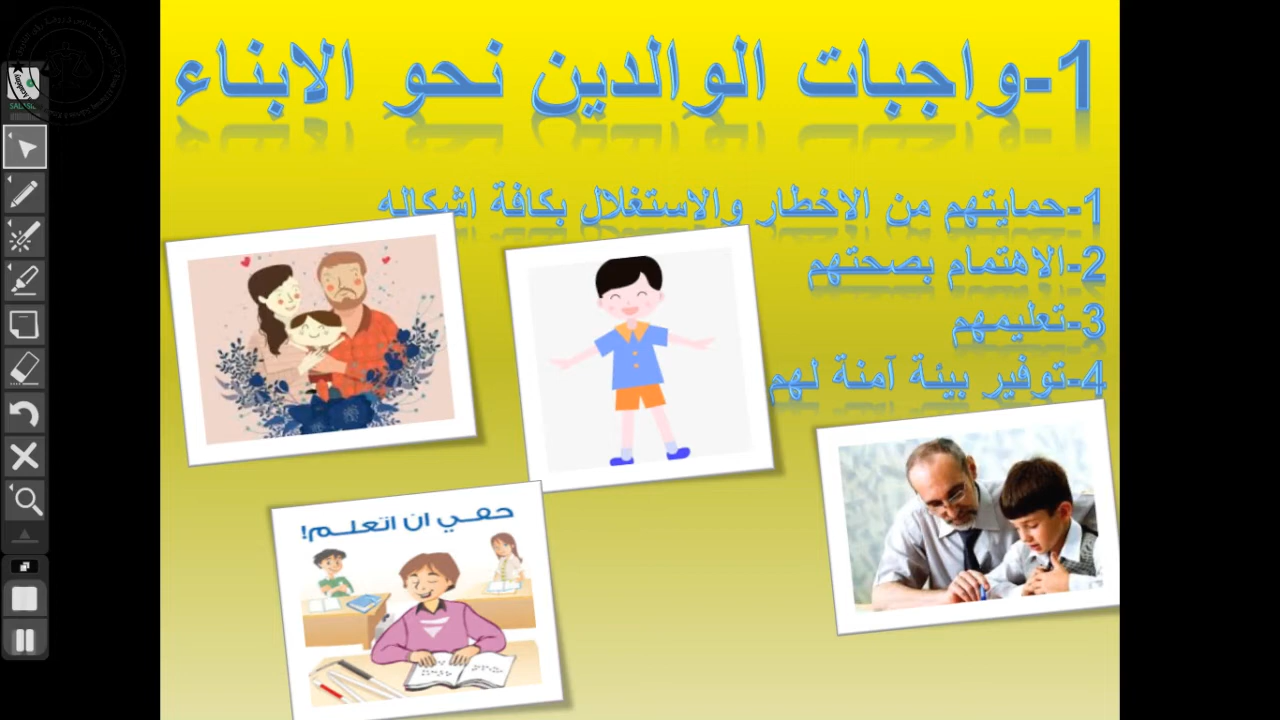 1-واجبات الوالدين نحو الابناء
1-حمايتهم من الاخطار والاستغلال بكافة اشكاله
2-الاهتمام بصحتهم
3-تعليمهم
4-توفير بيئة آمنة لهم
حقي ان اتعلم!